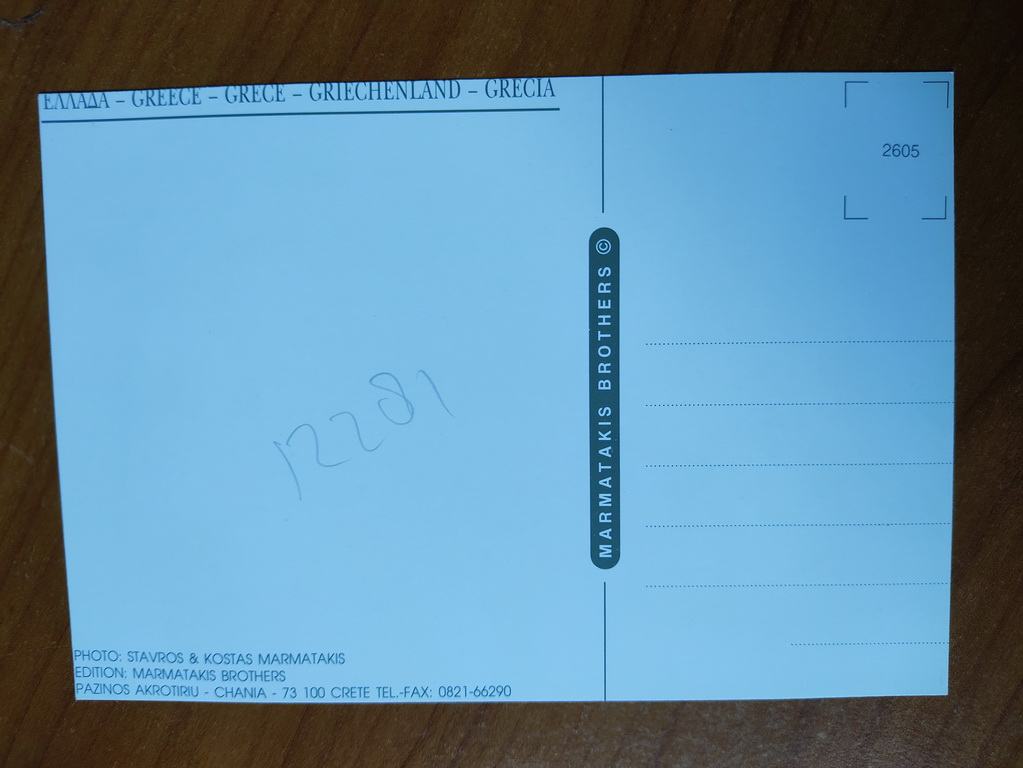 ΕΛΛΑΔΑ – GREECE – GRECE – GRIECHENLAND – GRECIA
2605
MARMATAKIS BROTHERS ©
12281
PHOTO: STAVROS & KOSTAS MARMATAKIS
EDITION: MARMATAKIS BROTHERS
PAZINOS AKROTIRIU - CHANIA - 73 100 CRETE TEL.-FAX: 0821-66290